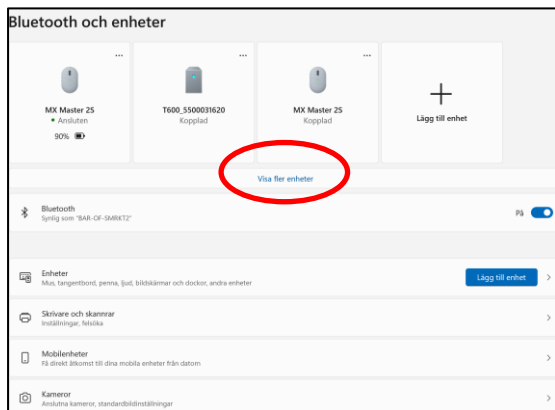 Bluetooth och enheter
MX Master 2S
Ansluten
90%
T600_5500031620
Kopplad
MX Master 2S
Kopplad
Lägg till enhet
Visa fler enheter
Bluetooth
Synlig som "BAR-OF-SMRKT2"
På
Enheter
Mus, tangentbord, penna, ljud, bildskärmar och dockor, andra enheter
Lägg till enhet
Skrivare och skannrar
Inställningar, felsöka
Mobilenheter
Få direkt åtkomst till dina mobila enheter från datorn
Kameror
Anslutna kameror, standardbildinställningar